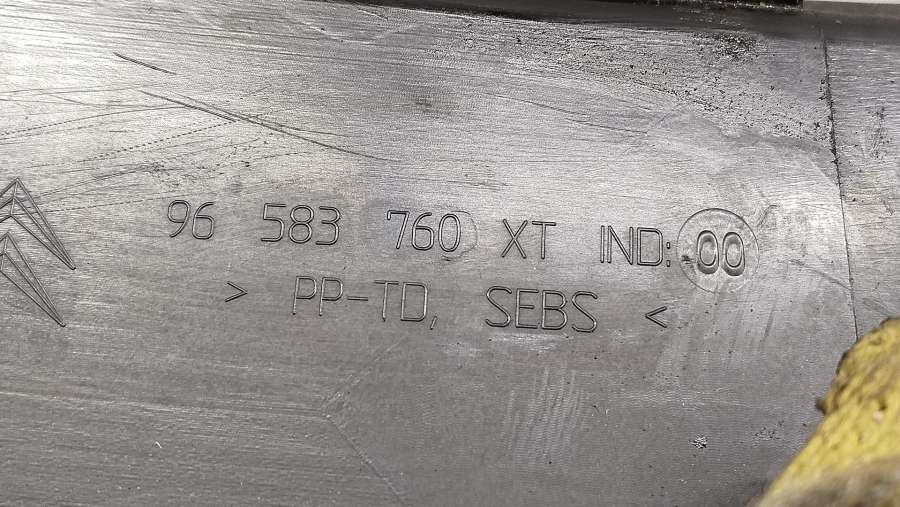 96 583 760 XT IND: 00
> PP-TD, SEBS <